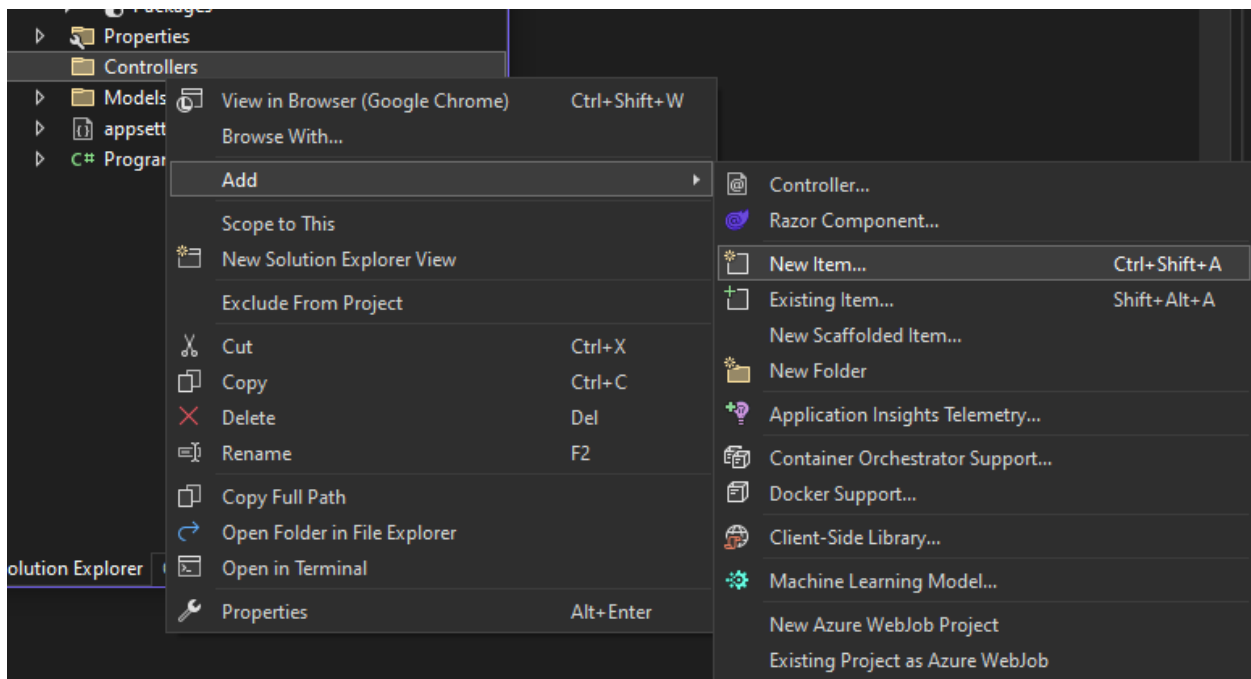 Packages
Properties
Controllers
Models
appsett
C# Program
View in Browser (Google Chrome) Ctrl+Shift+W
Browse With...
Add
Scope to This
New Solution Explorer View
Exclude From Project
Cut Ctrl+X
Copy Ctrl+C
Delete Del
Rename F2
Copy Full Path
Open Folder in File Explorer
Open in Terminal
Properties Alt+Enter
olution Explorer
Controller...
Razor Component...
New Item... Ctrl+Shift+A
Existing Item... Shift+Alt+A
New Scaffolded Item...
New Folder
Application Insights Telemetry...
Container Orchestrator Support...
Docker Support...
Client-Side Library...
Machine Learning Model...
New Azure WebJob Project
Existing Project as Azure WebJob